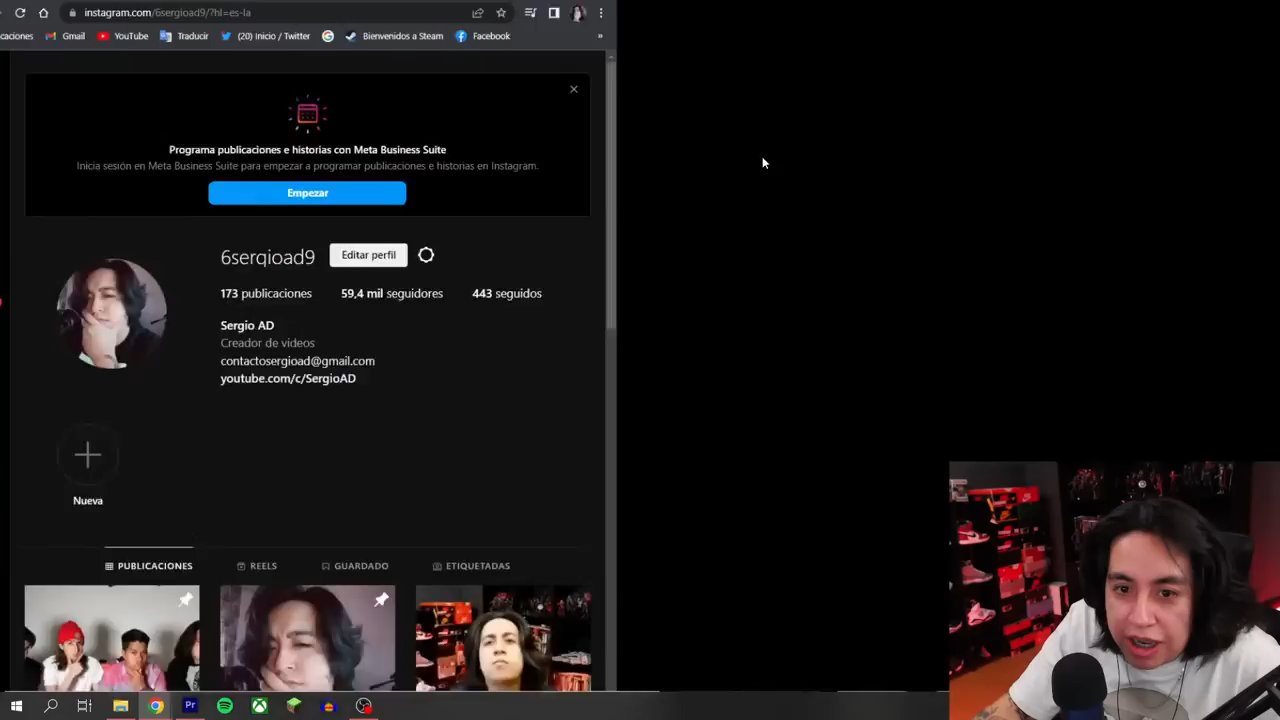 instagram.com/6sergioad9/?hl=es-la
caciones Gmail YouTube Traducir (20) Inicio / Twitter Bienvenidos a Steam Facebook »
Programa publicaciones e historias con Meta Business Suite
Inicia sesión en Meta Business Suite para empezar a programar publicaciones e historias en Instagram.
Empezar
6sergioad9 Editar perfil
173 publicaciones 59,4 mil seguidores 443 seguidos
Sergio AD
Creador de videos
contactosergioad@gmail.com
youtube.com/c/SergioAD
Nueva
PUBLICACIONES REELS GUARDADO ETIQUETADAS
Pr